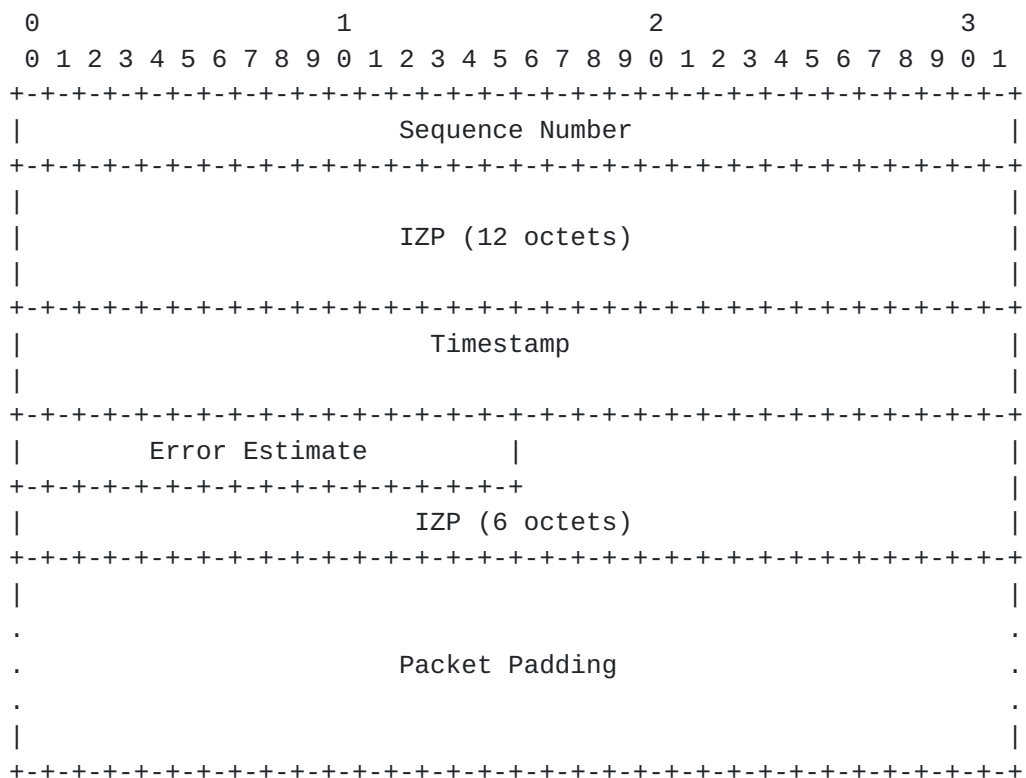 0                   1                   2                   3
 0 1 2 3 4 5 6 7 8 9 0 1 2 3 4 5 6 7 8 9 0 1 2 3 4 5 6 7 8 9 0 1
+-+-+-+-+-+-+-+-+-+-+-+-+-+-+-+-+-+-+-+-+-+-+-+-+-+-+-+-+-+-+-+-+
|                        Sequence Number                        |
+-+-+-+-+-+-+-+-+-+-+-+-+-+-+-+-+-+-+-+-+-+-+-+-+-+-+-+-+-+-+-+-+
|                                                               |
|                        IZP (12 octets)                        |
|                                                               |
+-+-+-+-+-+-+-+-+-+-+-+-+-+-+-+-+-+-+-+-+-+-+-+-+-+-+-+-+-+-+-+-+
|                          Timestamp                            |
|                                                               |
+-+-+-+-+-+-+-+-+-+-+-+-+-+-+-+-+-+-+-+-+-+-+-+-+-+-+-+-+-+-+-+-+
|        Error Estimate         |                               |
+-+-+-+-+-+-+-+-+-+-+-+-+-+-+-+-+                               |
|                         IZP (6 octets)                        |
+-+-+-+-+-+-+-+-+-+-+-+-+-+-+-+-+-+-+-+-+-+-+-+-+-+-+-+-+-+-+-+-+
|                                                               |
.                                                               .
.                        Packet Padding                         .
.                                                               .
|                                                               |
+-+-+-+-+-+-+-+-+-+-+-+-+-+-+-+-+-+-+-+-+-+-+-+-+-+-+-+-+-+-+-+-+